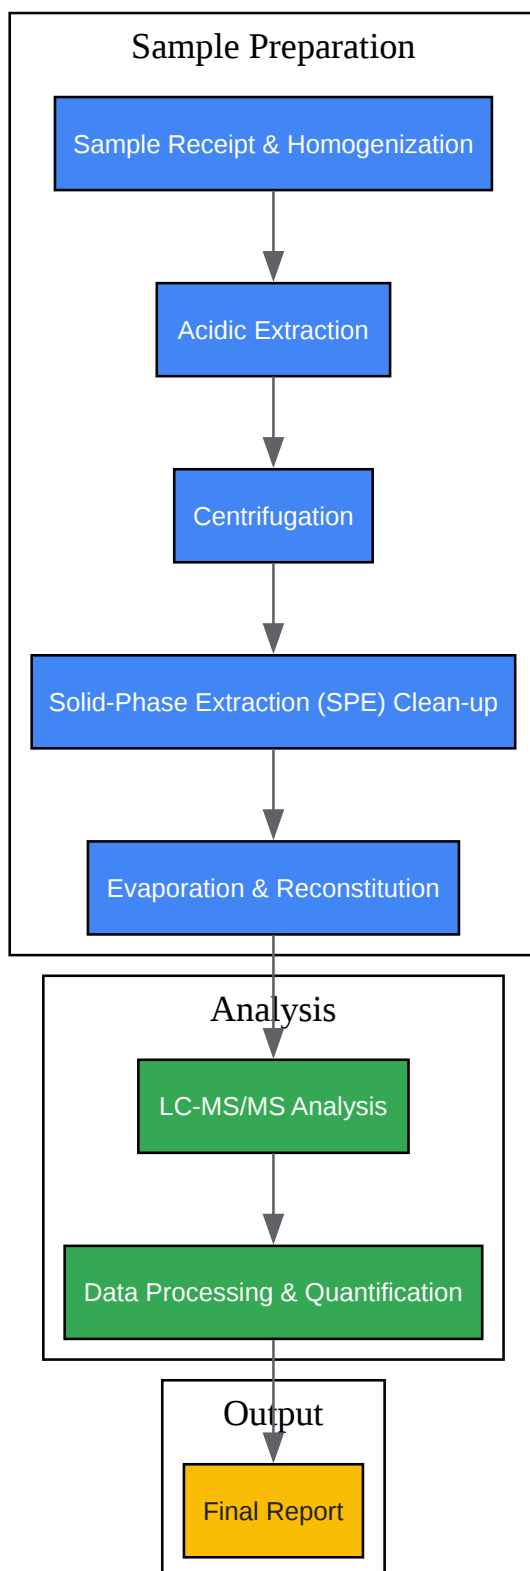 Sample Preparation
Sample Receipt & Homogenization
Acidic Extraction
Centrifugation
Solid-Phase Extraction (SPE) Clean-up
Evaporation & Reconstitution
Analysis
LC-MS/MS Analysis
Data Processing & Quantification
Output
Final Report